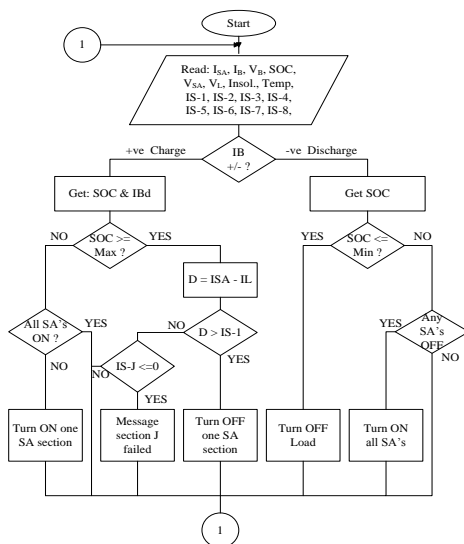 Start
1
Read: ISA, IB, VB, SOC,
VSA, VL, Insol., Temp,
IS-1, IS-2, IS-3, IS-4,
IS-5, IS-6, IS-7, IS-8,
+ve Charge
IB
+/- ?
-ve Discharge
Get: SOC & IBd
Get SOC
NO
SOC >=
Max ?
YES
YES
SOC <=
Min ?
NO
D = ISA - IL
All SA's
ON ?
YES
NO
D > IS-1
YES
Any
SA's
OFF
NO
NO
NO
IS-J <=0
YES
YES
Turn ON one
SA section
Message
section J
failed
Turn OFF
one SA
section
Turn OFF
Load
Turn ON
all SA's
1